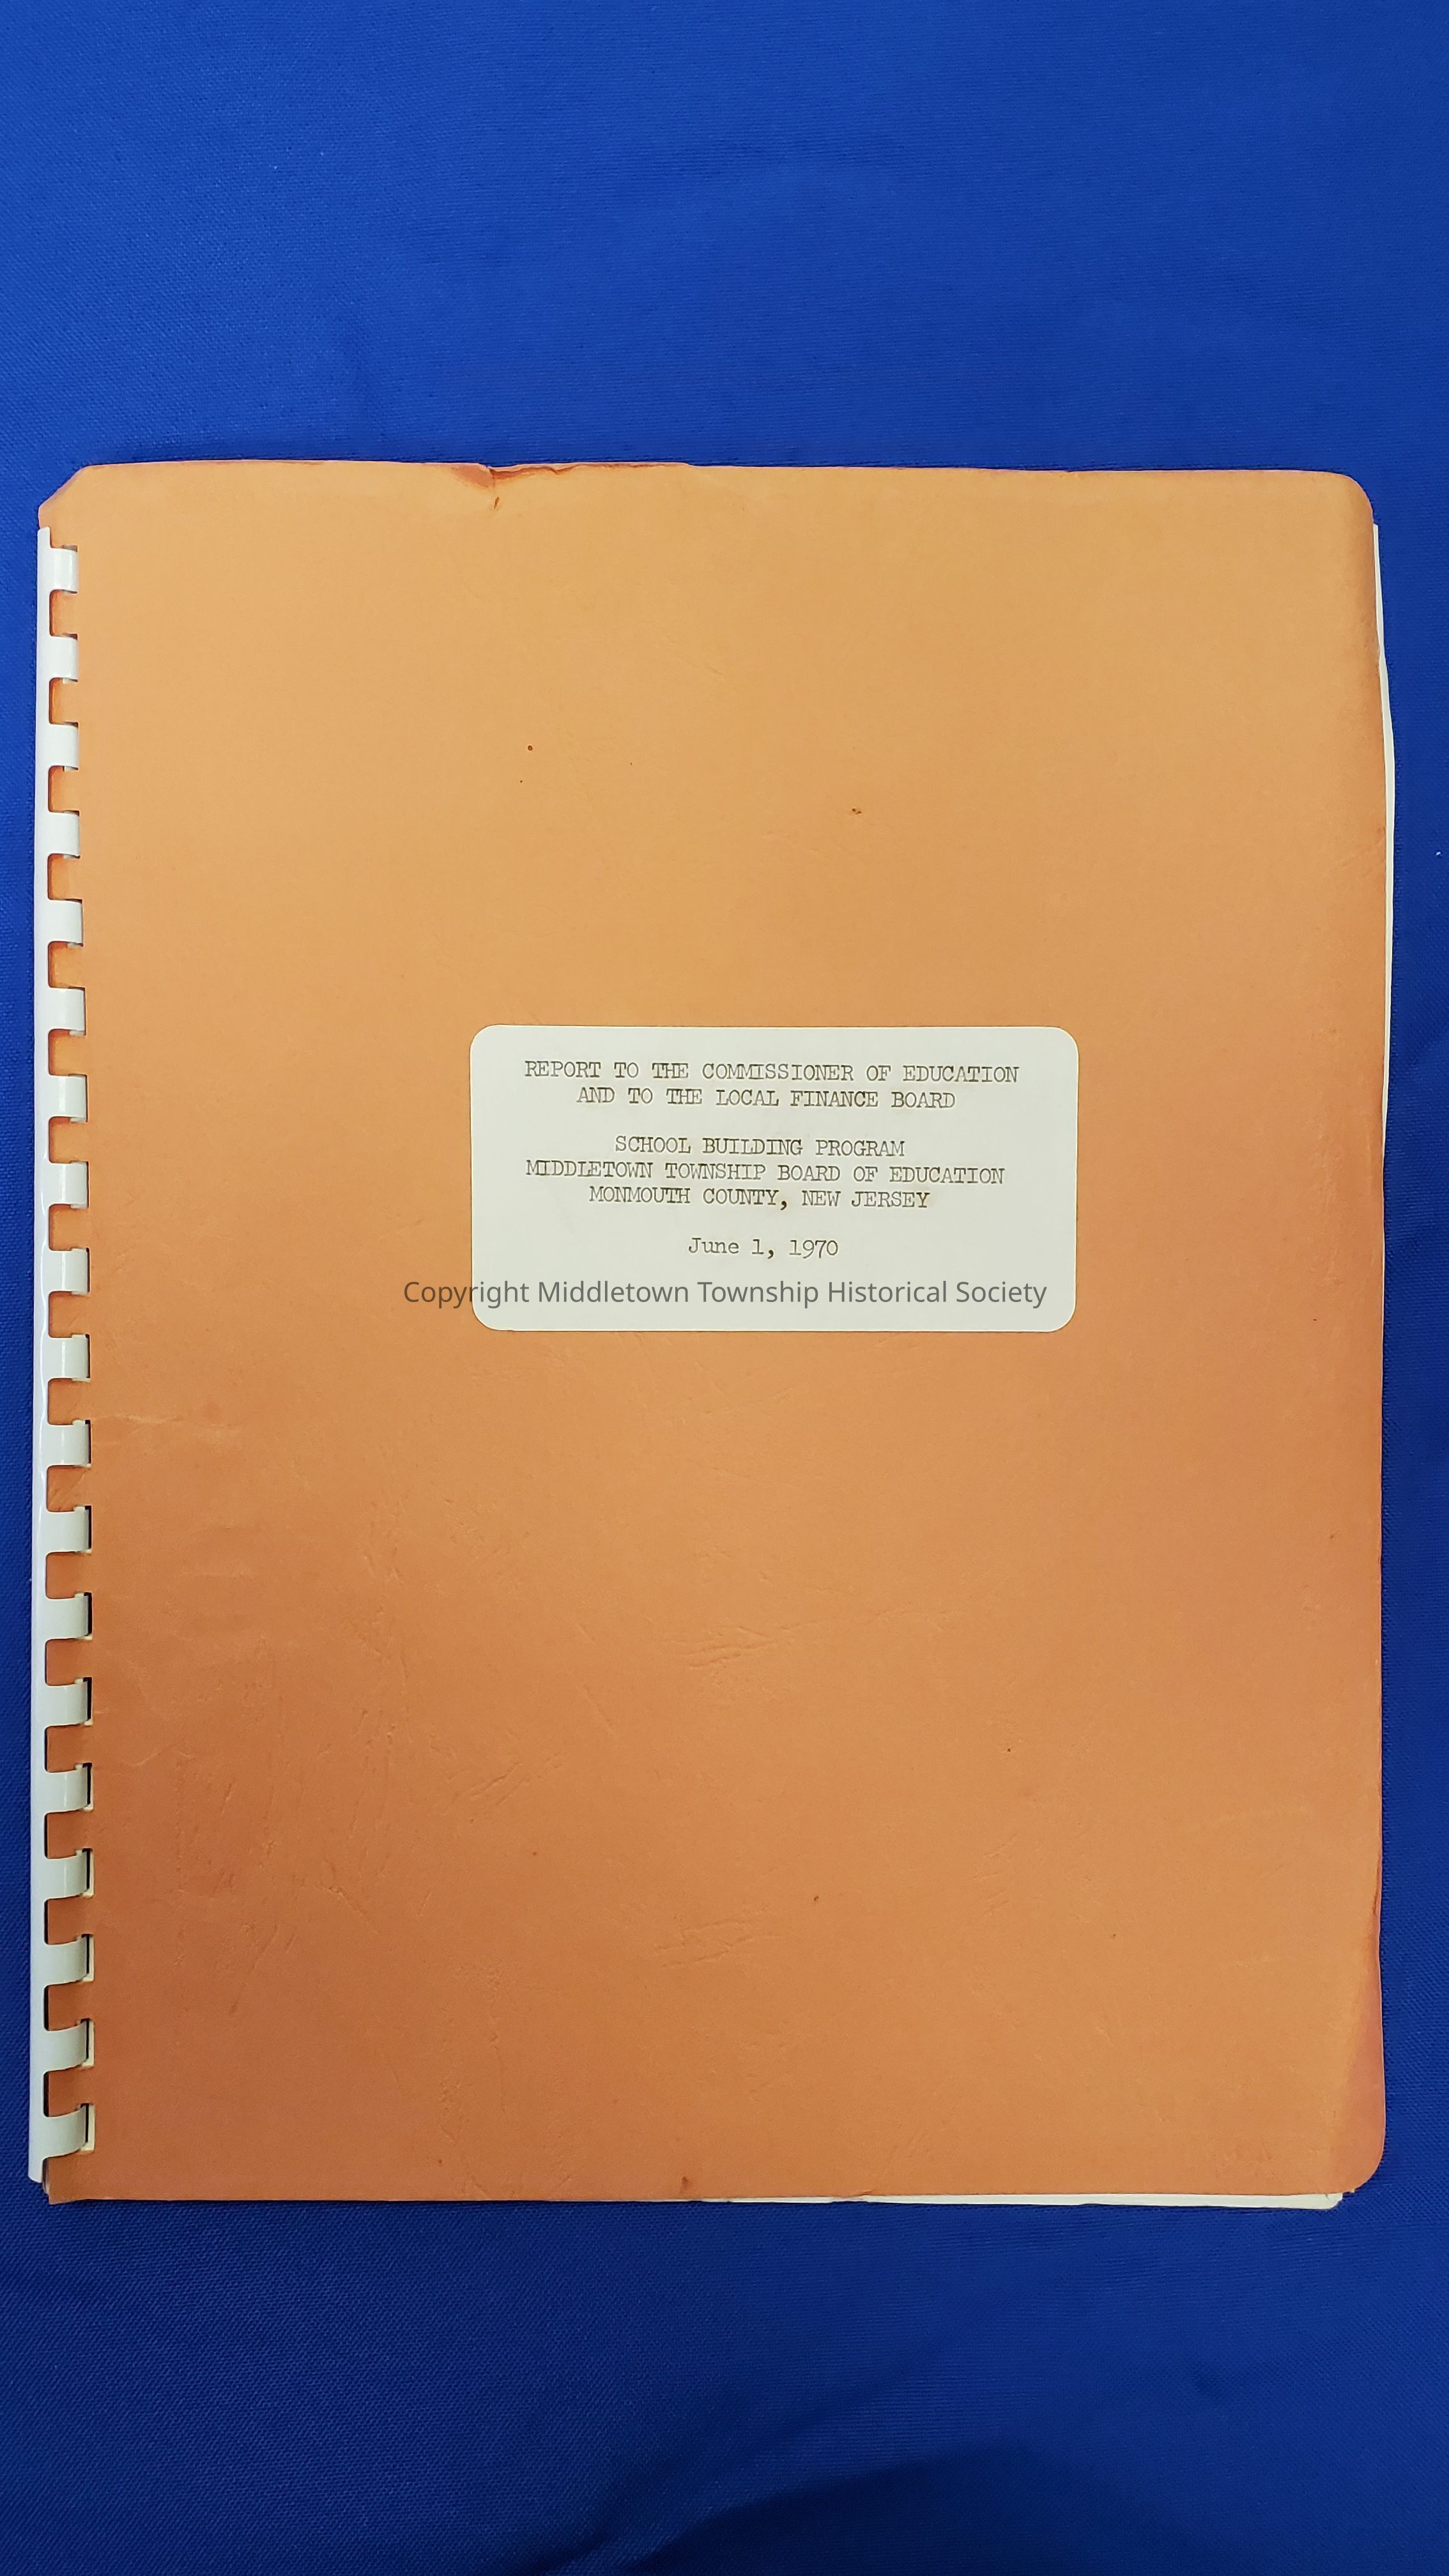 REPORT TO THE COMMISSIONER OF EDUCATION
AND TO THE LOCAL FINANCE BOARD
SCHOOL BUILDING PROGRAM
MIDDLETOWN TOWNSHIP BOARD OF EDUCATION
MONMOUTH COUNTY, NEW JERSEY
June 1, 1970
Copyright Middletown Township Historical Society